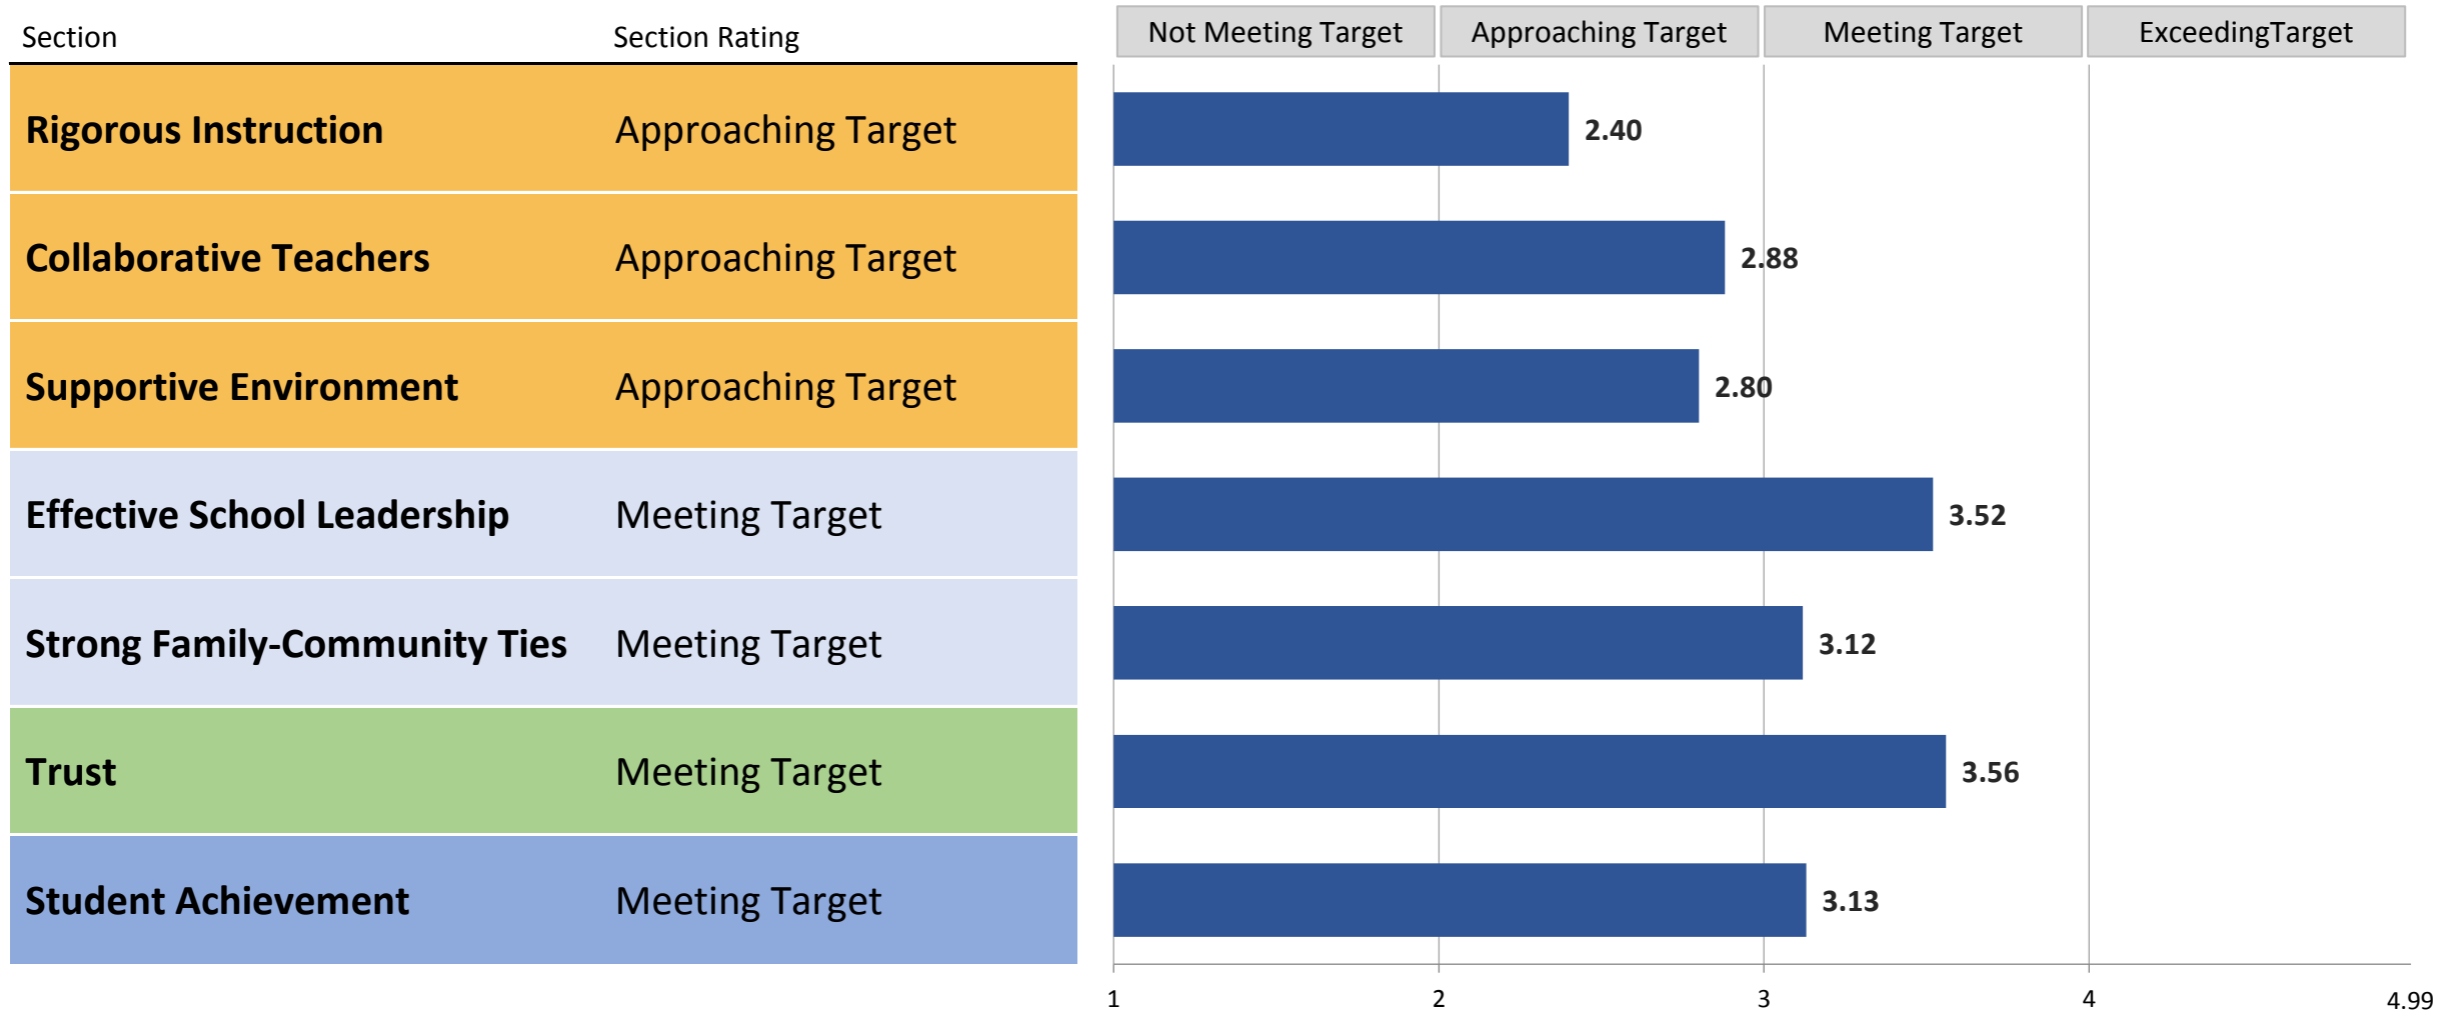 Section Section Rating Not Meeting Target Approaching Target Meeting Target ExceedingTarget
Rigorous Instruction Approaching Target 2.40
Collaborative Teachers Approaching Target 2.88
Supportive Environment Approaching Target 2.80
Effective School Leadership Meeting Target 3.52
Strong Family-Community Ties Meeting Target 3.12
Trust Meeting Target 3.56
Student Achievement Meeting Target 3.13
1 2 3 4 4.99